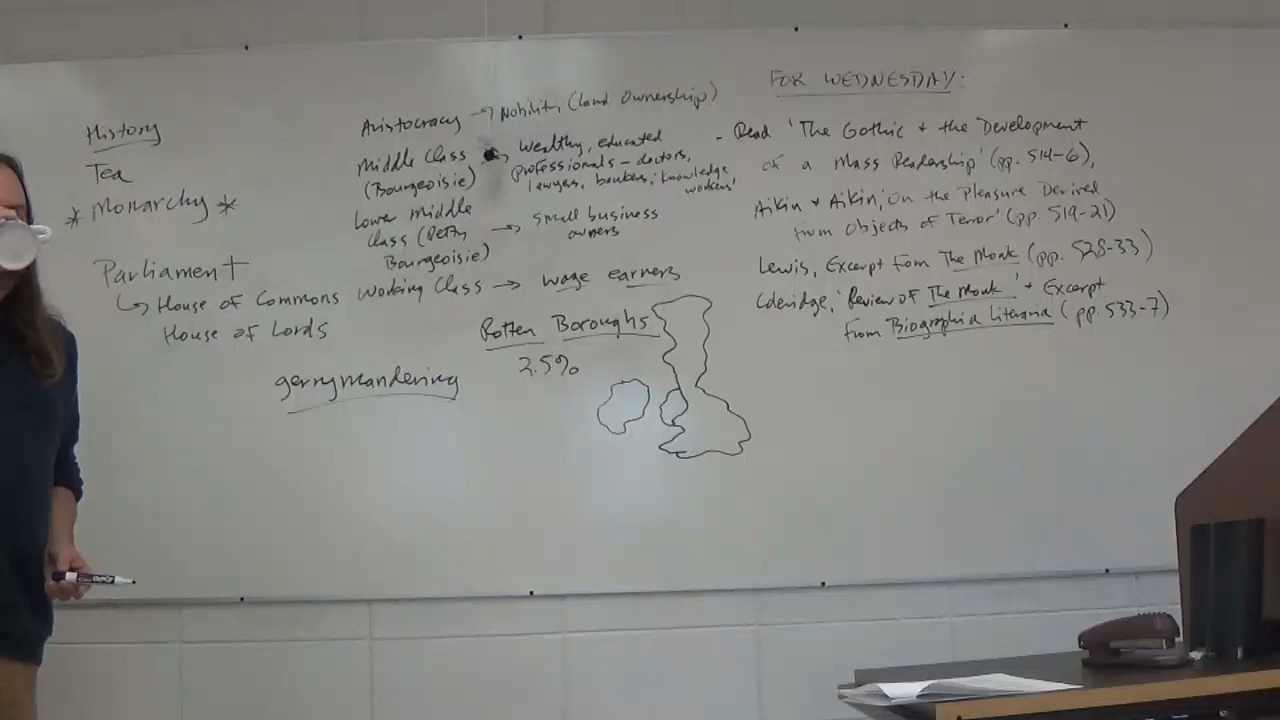 History
Tea
* Monarchy *
Parliament
↳ House of Commons
House of Lords
gerrymandering
Aristocracy → Nobility (land ownership)
Middle Class → wealthy, educated
(Bourgeoisie) professionals - doctors,
lawyers, bankers, 'knowledge
workers'
Lower Middle → small business
Class (Petty owners
Bourgeoisie)
Working Class → wage earners
Rotten Boroughs
2.5%
FOR WEDNESDAY:
- Read 'The Gothic + the Development
of a Mass Readership' (pp. 514-6),
Aikin + Aikin, 'On the Pleasure Derived
from Objects of Terror' (pp. 519-21)
Lewis, Excerpt from The Monk (pp. 528-33)
Coleridge, 'Review of The Monk' + Excerpt
from Biographia Literaria (pp. 533-7)